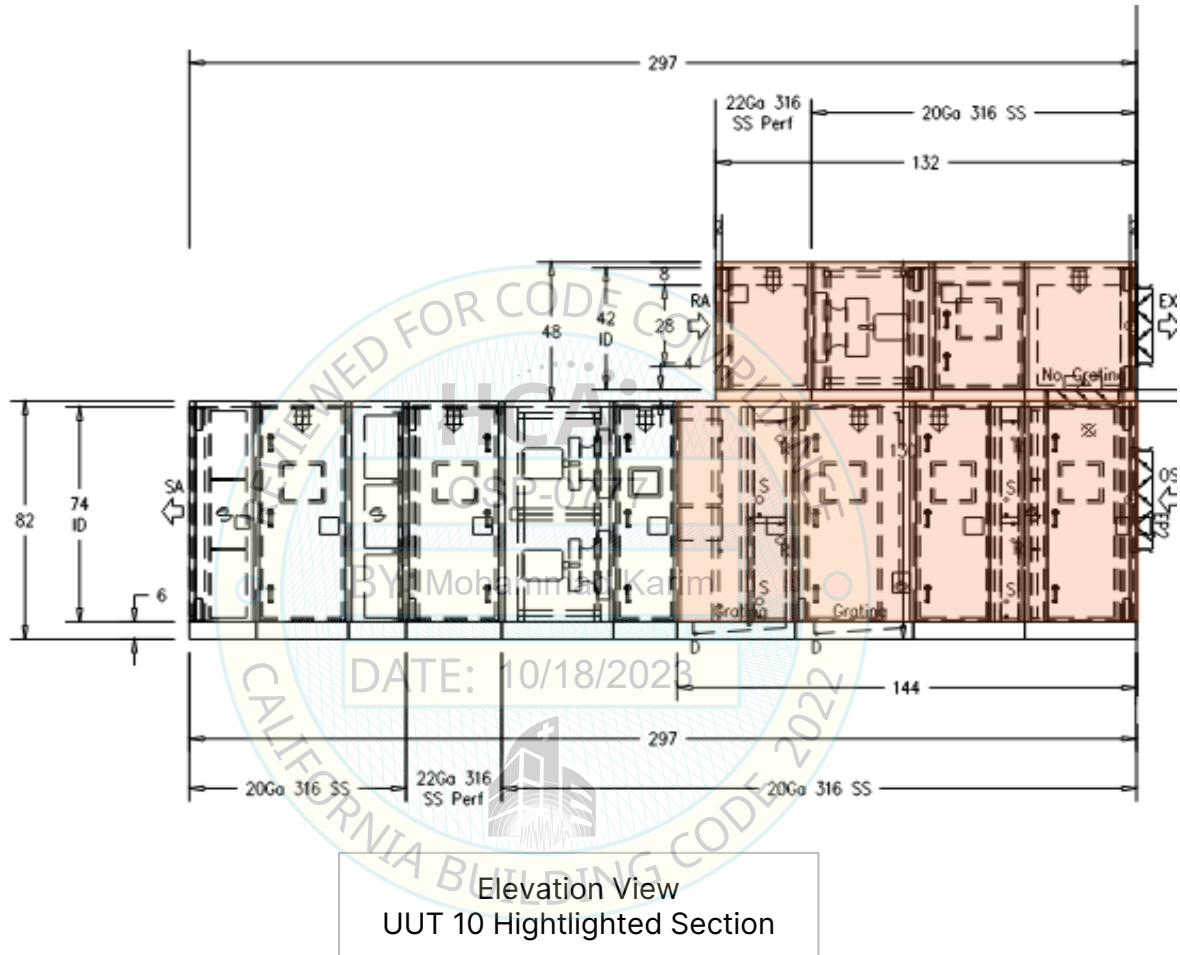 297
22Ga 316
SS Perf
20Ga 316 SS
132
RA
EX
48
42
ID
8
28
4
No Grating
82
74
ID
SA
S
S
S
S
130
OS
6
Grating
Grating
D
D
144
297
20Ga 316 SS
22Ga 316
SS Perf
20Ga 316 SS
REVIEWED FOR CODE COMPLIANCE
HCAi
BY: Mohammad Karim
DATE: 10/18/2023
CALIFORNIA BUILDING CODE 2022
Elevation View
UUT 10 Hightlighted Section